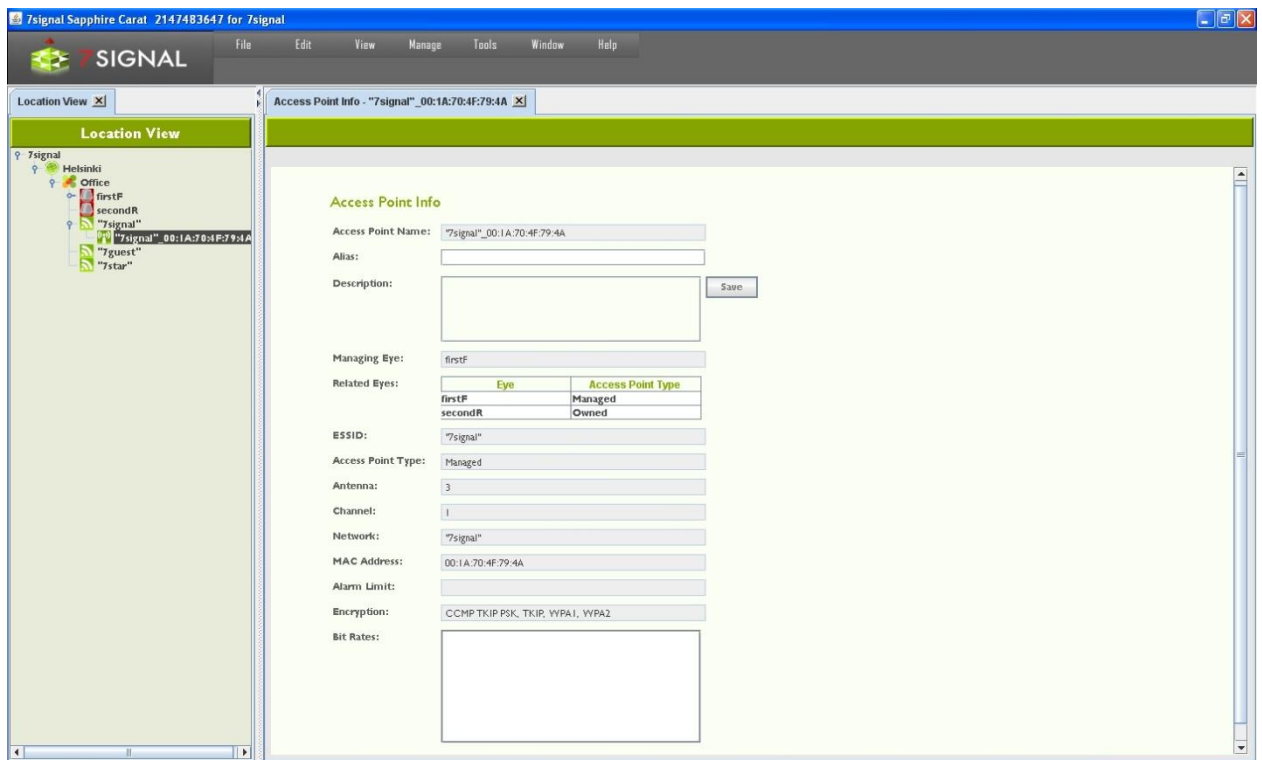 7signal Sapphire Carat 2147483647 for 7signal
7SIGNAL
File Edit View Manage Tools Window Help
Location View
Access Point Info - "7signal"_00:1A:70:4F:79:4A
Location View
7signal
Helsinki
Office
firstF
secondR
"7signal"
"7signal"_00:1A:70:4F:79:4A
"7guest"
"7star"
Access Point Info
Access Point Name: "7signal"_00:1A:70:4F:79:4A
Alias:
Description:
Save
Managing Eye: firstF
Related Eyes:
Eye Access Point Type
firstF Managed
secondR Owned
ESSID: "7signal"
Access Point Type: Managed
Antenna: 3
Channel: 1
Network: "7signal"
MAC Address: 00:1A:70:4F:79:4A
Alarm Limit:
Encryption: CCMP TKIP PSK, TKIP, WPA1, WPA2
Bit Rates: